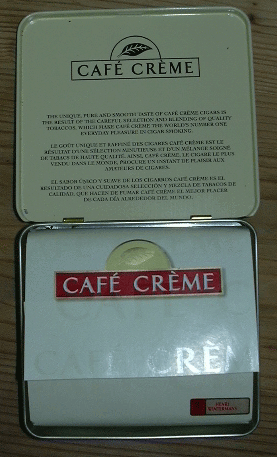 CAFÉ CRÈME
THE UNIQUE, PURE AND SMOOTH TASTE OF CAFÉ CRÈME CIGARS IS
THE RESULT OF THE CAREFUL SELECTION AND BLENDING OF QUALITY
TOBACCOS, WHICH MAKE CAFÉ CRÈME THE WORLD'S NUMBER ONE
EVERYDAY PLEASURE IN CIGAR SMOKING.
LE GOÛT UNIQUE ET RAFFINÉ DES CIGARES CAFÉ CRÈME EST LE
RÉSULTAT D'UNE SÉLECTION MINUTIEUSE ET D'UN MÉLANGE SOIGNÉ
DE TABACS DE HAUTE QUALITÉ. AINSI, CAFÉ CRÈME, LE CIGARE LE PLUS
VENDU DANS LE MONDE, PROCURE UN INSTANT DE PLAISIR AUX
AMATEURS DE CIGARES.
EL SABOR ÚNICO Y SUAVE DE LOS CIGARROS CAFÉ CRÈME ES EL
RESULTADO DE UNA CUIDADORA SELECCIÓN Y MEZCLA DE TABACOS DE
CALIDAD, QUE HACEN DE FUMAR CAFÉ CRÈME EL MEJOR PLACER
DE CADA DÍA ALREDEDOR DEL MUNDO.
CAFÉ CRÈME
CAFÉ CRÈM
HENRI
WINTERMANS